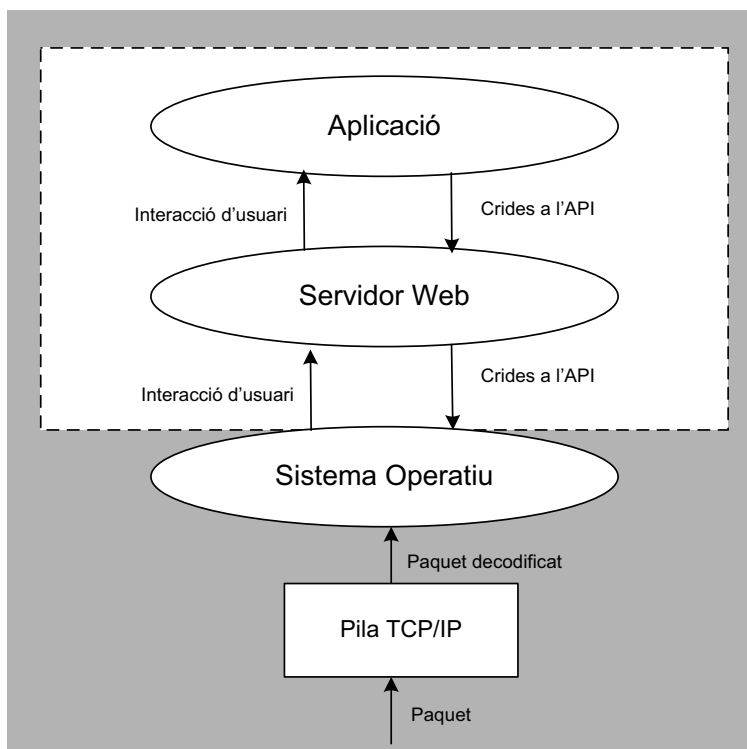 Aplicació
Interacció d’usuari
Crides a l’API
Servidor Web
Interacció d’usuari
Crides a l’API
Sistema Operatiu
Paquet decodificat
Pila TCP/IP
Paquet